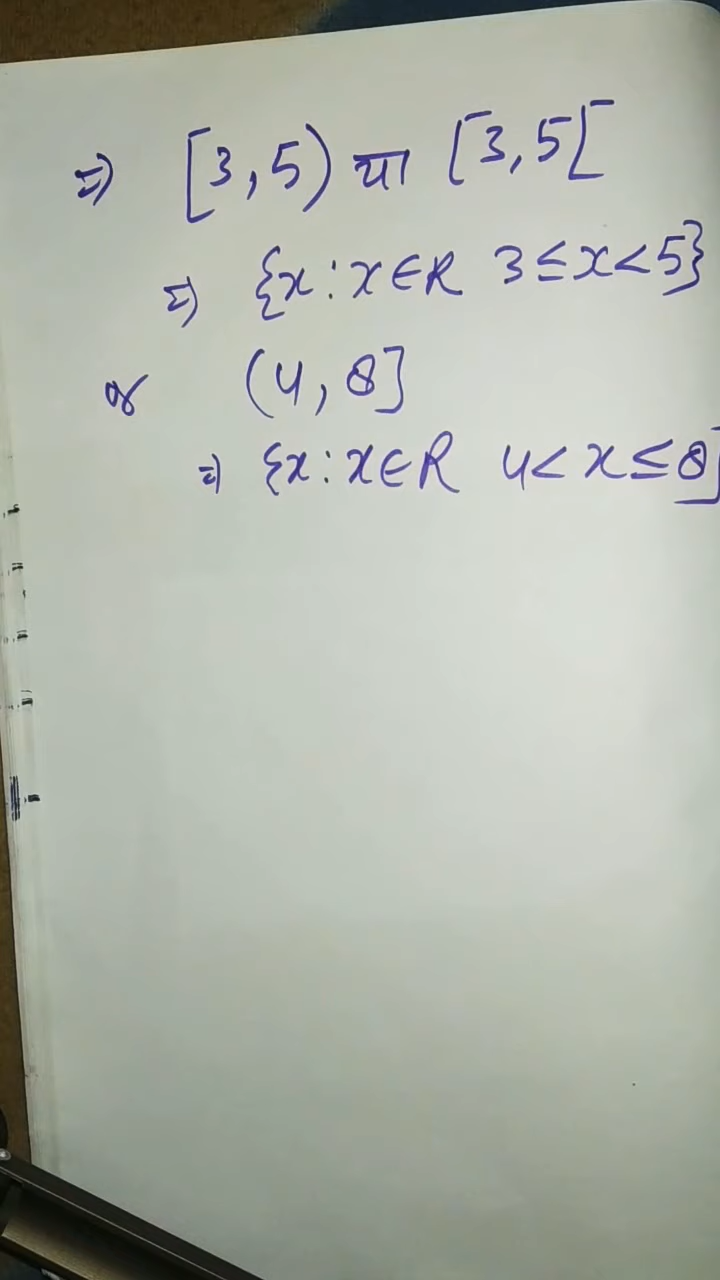 ⇒ [3,5) या [3,5[
⇒ {x:x∈R 3≤x<5}
or (4,8]
⇒ {x:x∈R 4<x≤8}